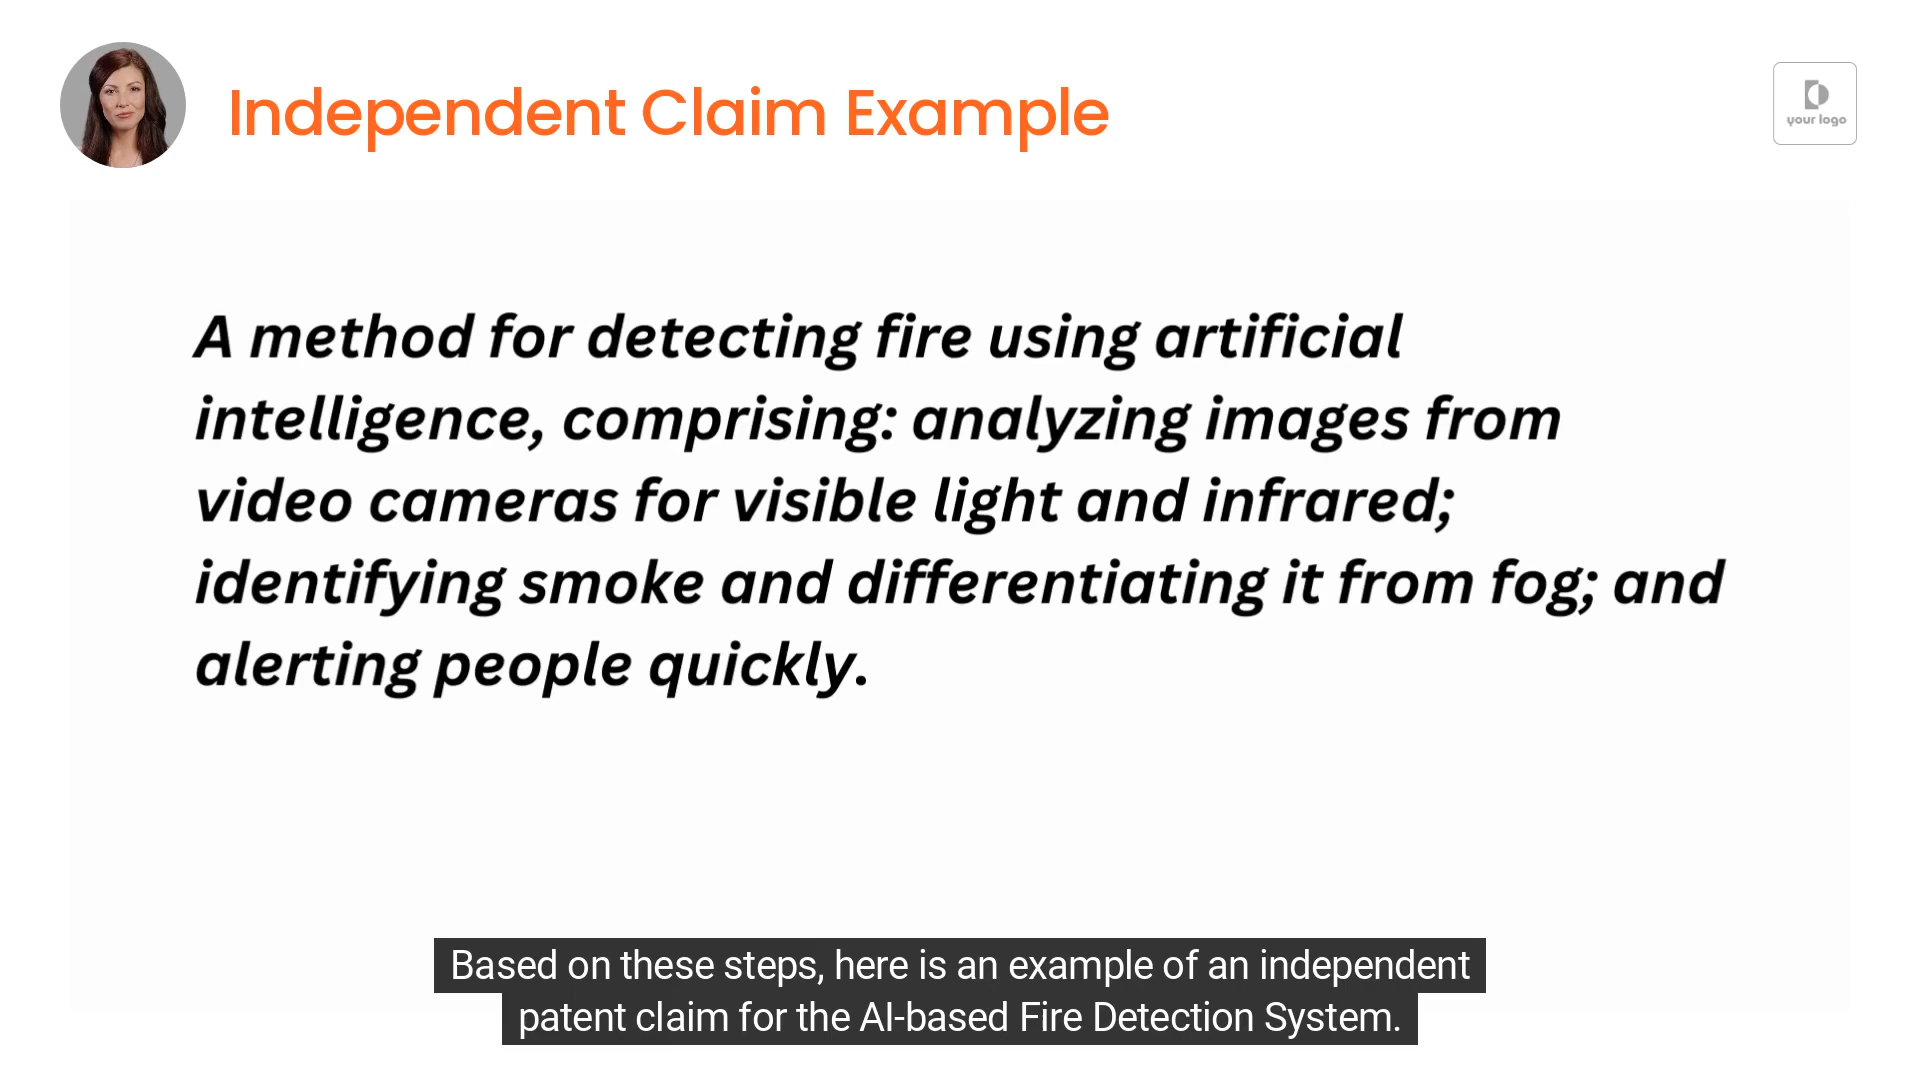 Independent Claim Example
your logo
A method for detecting fire using artificial
intelligence, comprising: analyzing images from
video cameras for visible light and infrared;
identifying smoke and differentiating it from fog; and
alerting people quickly.
Based on these steps, here is an example of an independent
patent claim for the AI-based Fire Detection System.